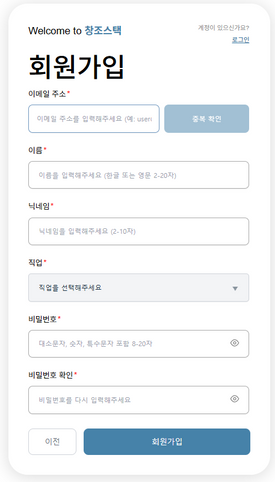 Welcome to 창조스택
계정이 있으신가요?
로그인
회원가입
이메일 주소*
이메일 주소를 입력해주세요 (예: usern
중복 확인
이름*
이름을 입력해주세요 (한글 또는 영문 2-20자)
닉네임*
닉네임을 입력해주세요 (2-10자)
직업*
직업을 선택해주세요
비밀번호*
대소문자, 숫자, 특수문자 포함 8-20자
비밀번호 확인*
비밀번호를 다시 입력해주세요
이전
회원가입